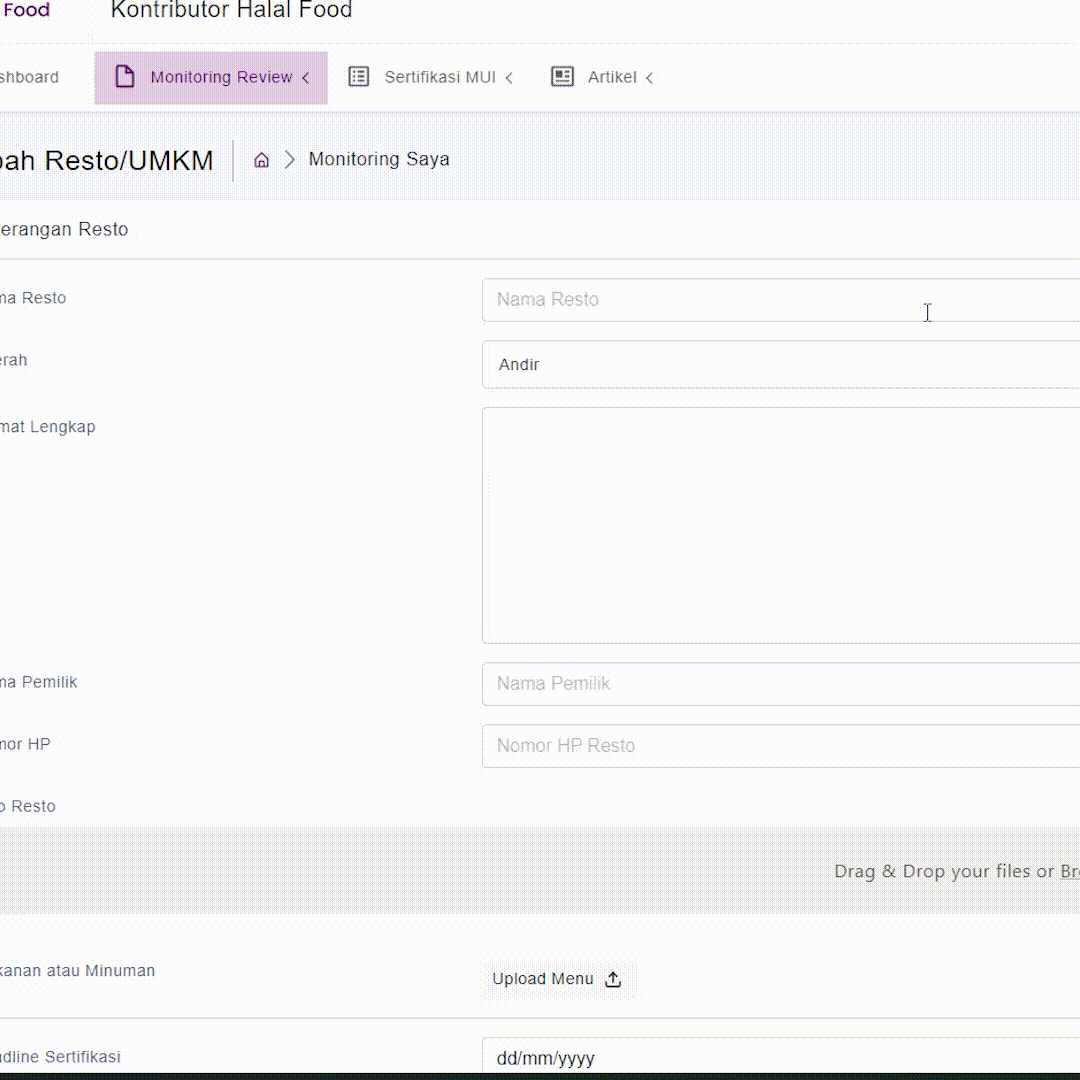 Food Kontributor Halal Food
shboard Monitoring Review Sertifikasi MUI Artikel
bah Resto/UMKM Monitoring Saya
erangan Resto
ma Resto Nama Resto
erah Andir
mat Lengkap
ma Pemilik Nama Pemilik
mor HP Nomor HP Resto
o Resto
Drag & Drop your files or Br
kanan atau Minuman Upload Menu
dline Sertifikasi dd/mm/yyyy